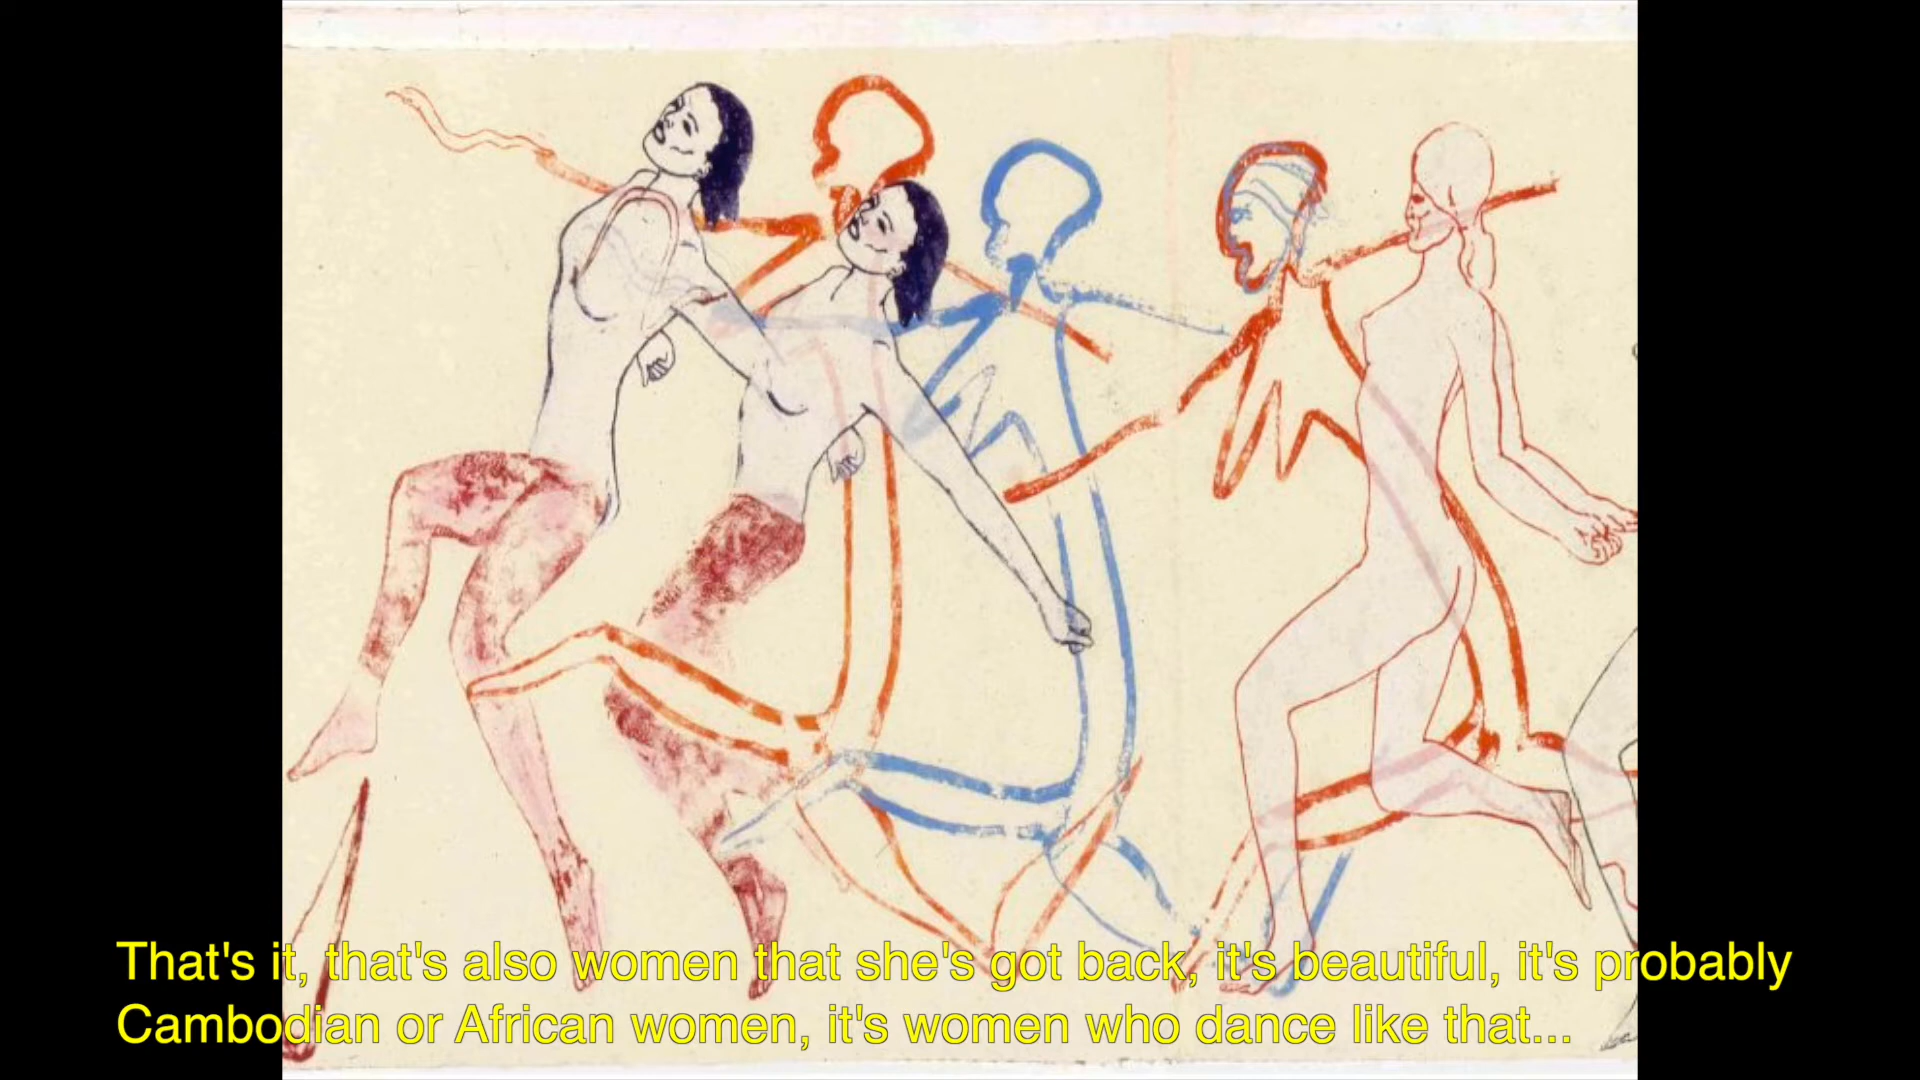 That's it, that's also women that she's got back, it's beautiful, it's probably
Cambodian or African women, it's women who dance like that...